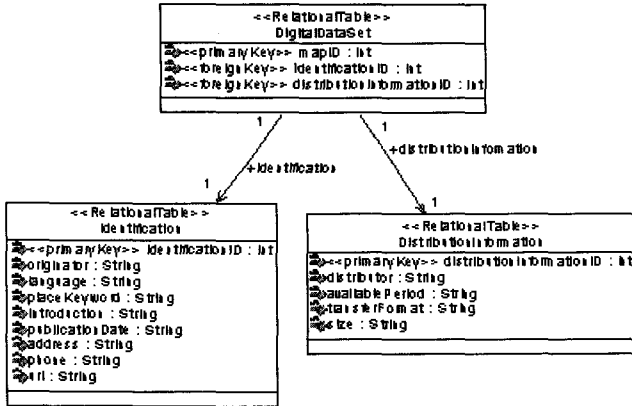 <<RelationalTable>>
DigitalDataSet
<<primaryKey>> mapID : Int
<<foreignKey>> identificationID : Int
<<foreignKey>> distributionInformationID : Int
1
1
+distributionInfomation
+identification
1
1
<<RelationalTable>>
Identification
<<primaryKey>> identificationID : Int
originator : String
language : String
placeKeyword : String
introduction : String
publicationDate : String
address : String
phone : String
url : String
<<RelationalTable>>
DistributionInformation
<<primaryKey>> distributionInformationID : Int
distributor : String
availablePeriod : String
transferFormat : String
size : String